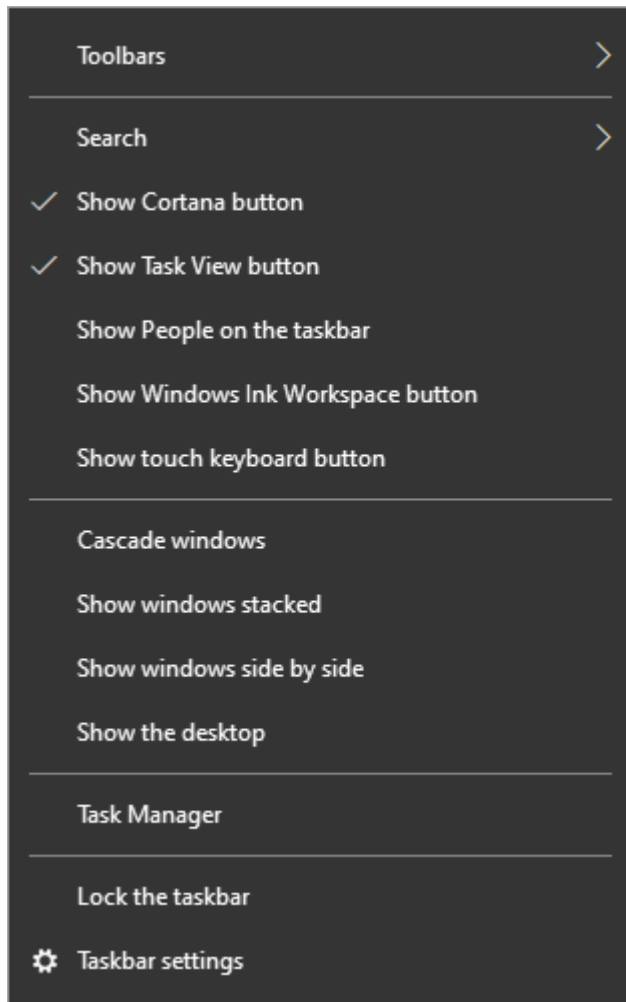 Toolbars
Search
Show Cortana button
Show Task View button
Show People on the taskbar
Show Windows Ink Workspace button
Show touch keyboard button
Cascade windows
Show windows stacked
Show windows side by side
Show the desktop
Task Manager
Lock the taskbar
Taskbar settings